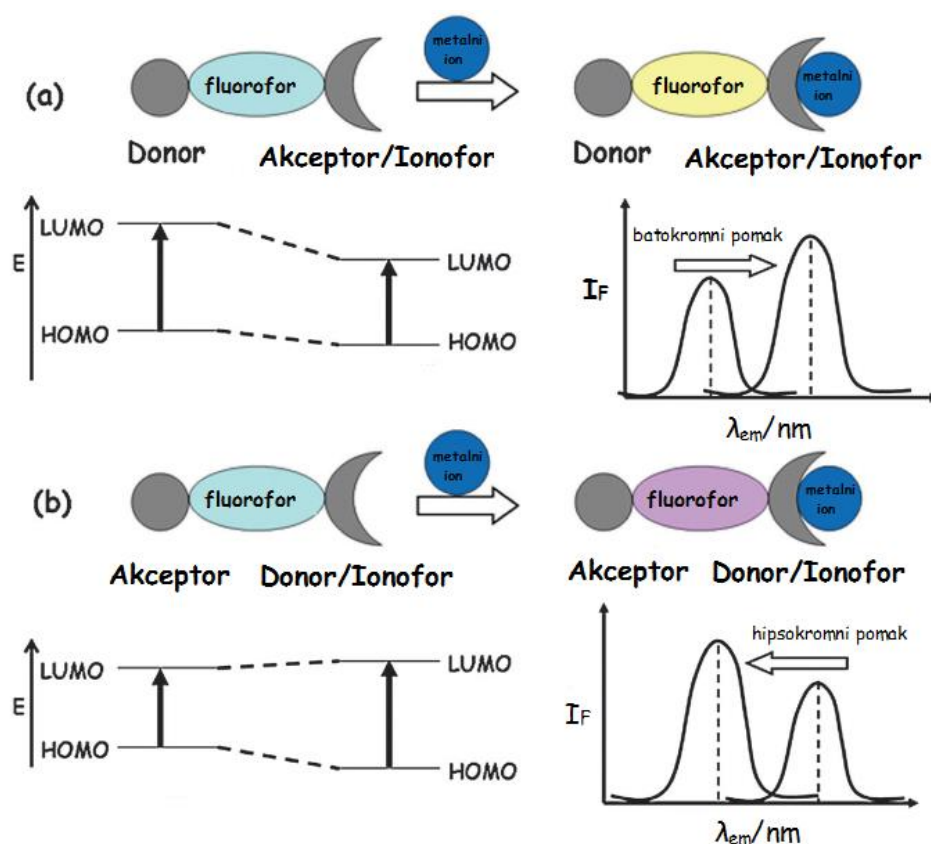 metalni
ion
(a)
fluorofor
fluorofor
metalni
ion
Donor
Akceptor/Ionofor
Donor
Akceptor/Ionofor
E
LUMO
LUMO
HOMO
HOMO
batokromni pomak
IF
λem/nm
metalni
ion
(b)
fluorofor
fluorofor
metalni
ion
Akceptor
Donor/Ionofor
Akceptor
Donor/Ionofor
E
LUMO
LUMO
HOMO
HOMO
hipsokromni pomak
IF
λem/nm